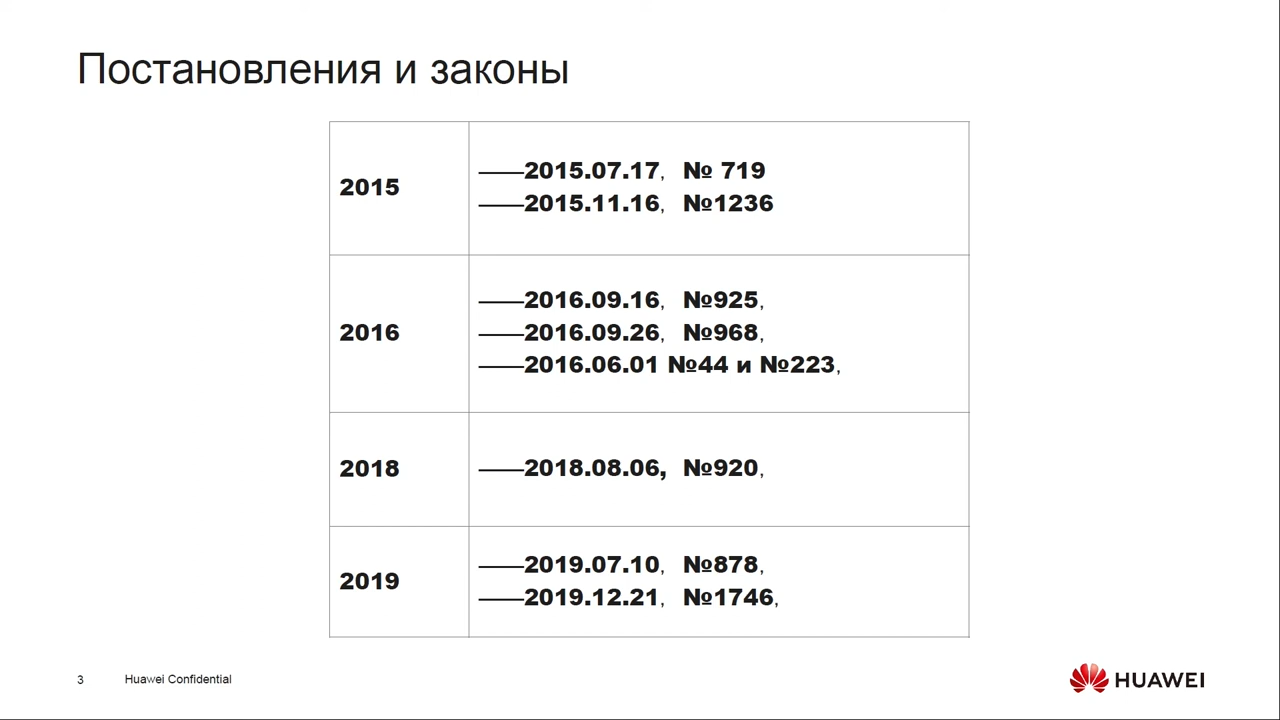 Постановления и законы
2015
——2015.07.17, № 719
——2015.11.16, №1236
2016
——2016.09.16, №925,
——2016.09.26, №968,
——2016.06.01 №44 и №223,
2018
——2018.08.06, №920,
2019
——2019.07.10, №878,
——2019.12.21, №1746,
3 Huawei Confidential
HUAWEI